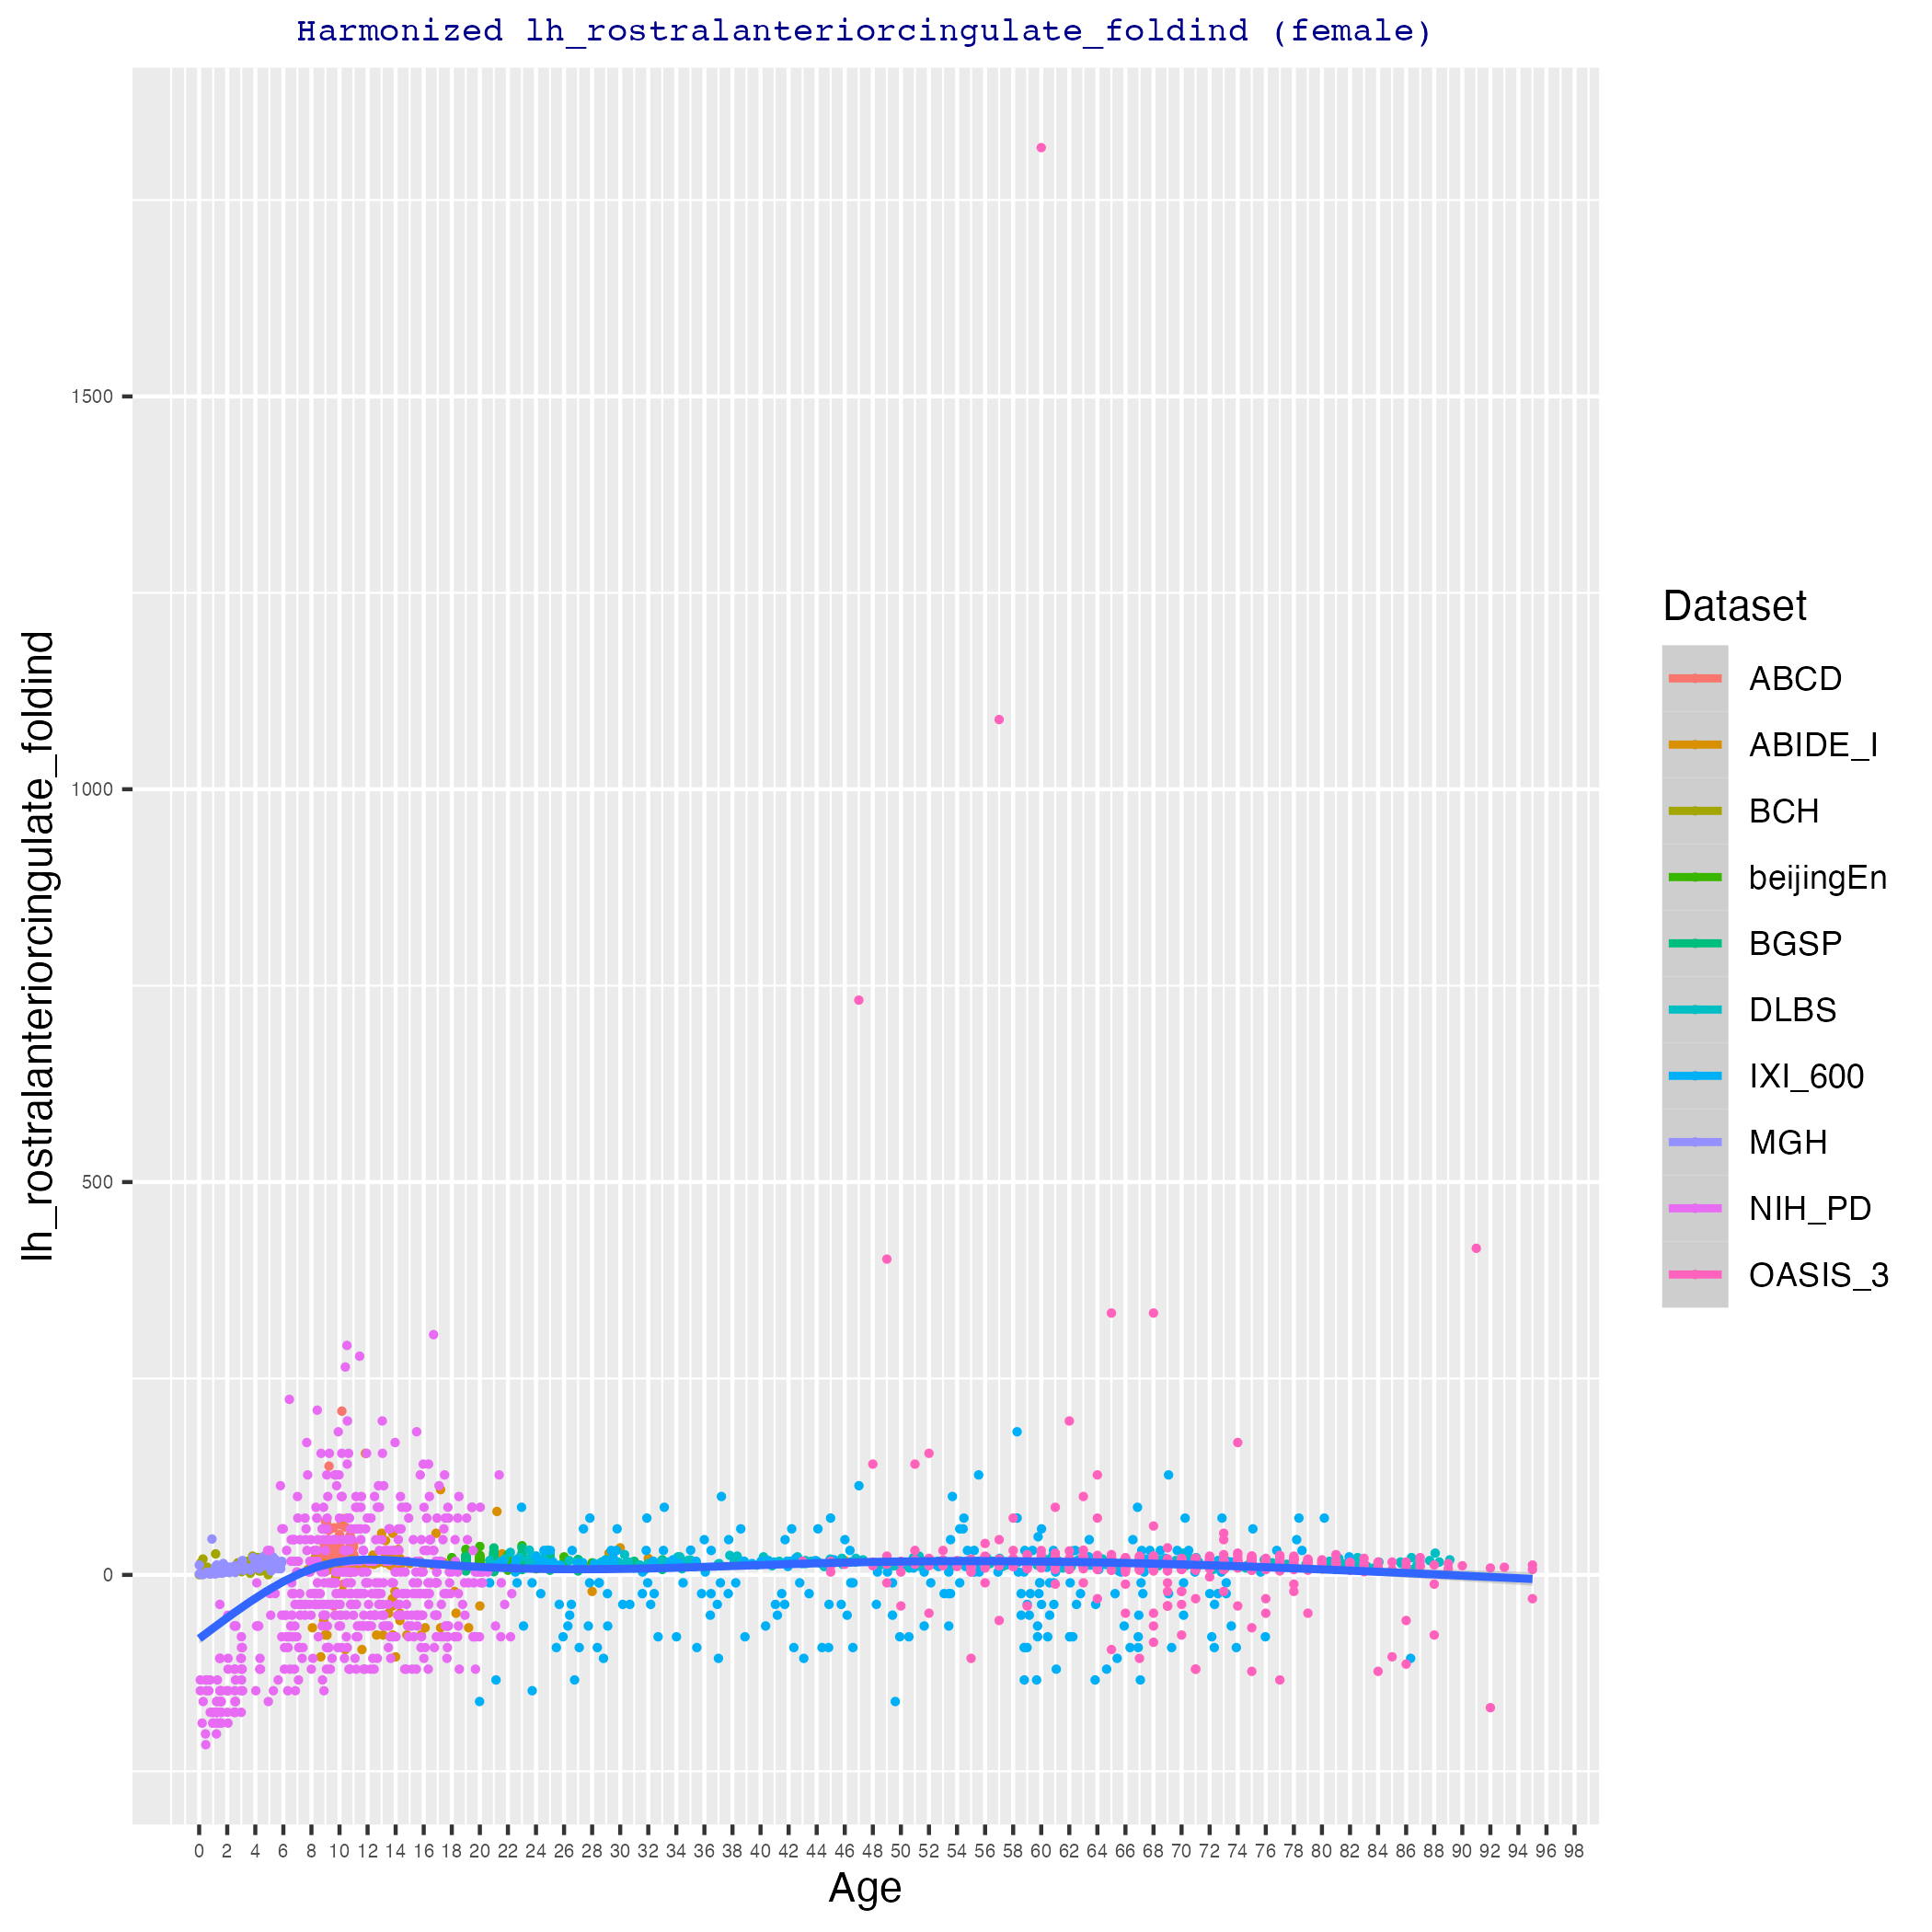 Harmonized lh_rostralanteriorcingulate_foldind (female)
lh_rostralanteriorcingulate_foldind
1500
1000
500
0
0 2 4 6 8 10 12 14 16 18 20 22 24 26 28 30 32 34 36 38 40 42 44 46 48 50 52 54 56 58 60 62 64 66 68 70 72 74 76 78 80 82 84 86 88 90 92 94 96 98
Age
Dataset
ABCD
ABIDE_I
BCH
beijingEn
BGSP
DLBS
IXI_600
MGH
NIH_PD
OASIS_3